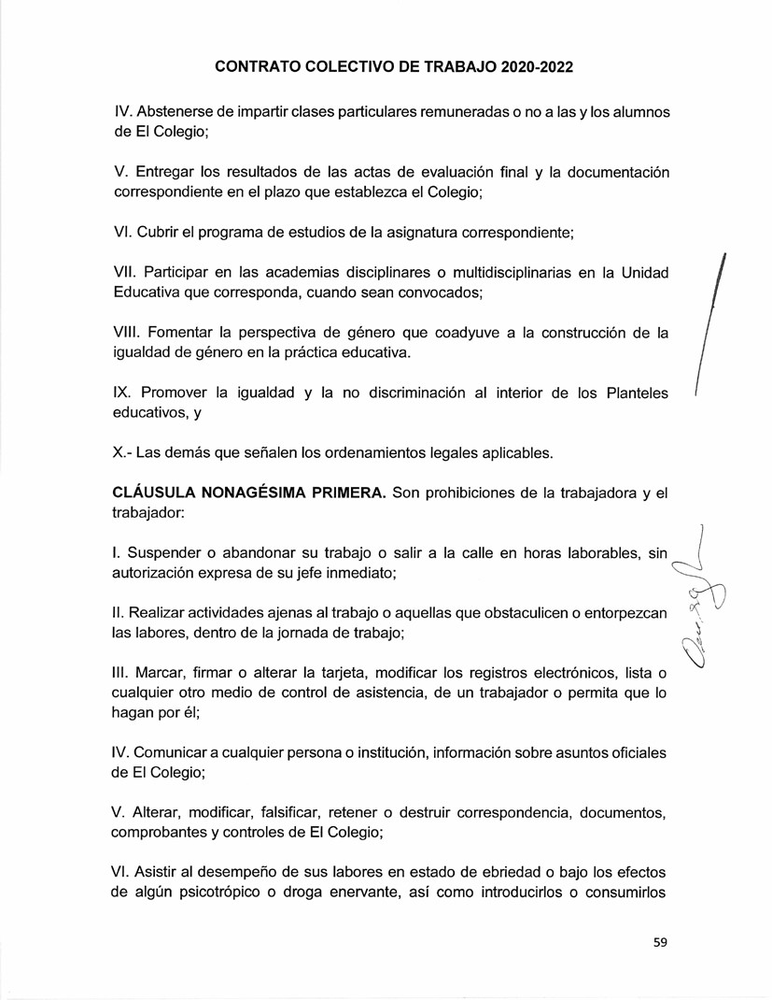 CONTRATO COLECTIVO DE TRABAJO 2020-2022
IV. Abstenerse de impartir clases particulares remuneradas o no a las y los alumnos
de El Colegio;
V. Entregar los resultados de las actas de evaluación final y la documentación
correspondiente en el plazo que establezca el Colegio;
VI. Cubrir el programa de estudios de la asignatura correspondiente;
VII. Participar en las academias disciplinares o multidisciplinarias en la Unidad
Educativa que corresponda, cuando sean convocados;
VIII. Fomentar la perspectiva de género que coadyuve a la construcción de la
igualdad de género en la práctica educativa.
IX. Promover la igualdad y la no discriminación al interior de los Planteles
educativos, y
X.- Las demás que señalen los ordenamientos legales aplicables.
CLÁUSULA NONAGÉSIMA PRIMERA. Son prohibiciones de la trabajadora y el
trabajador:
I. Suspender o abandonar su trabajo o salir a la calle en horas laborables, sin
autorización expresa de su jefe inmediato;
II. Realizar actividades ajenas al trabajo o aquellas que obstaculicen o entorpezcan
las labores, dentro de la jornada de trabajo;
III. Marcar, firmar o alterar la tarjeta, modificar los registros electrónicos, lista o
cualquier otro medio de control de asistencia, de un trabajador o permita que lo
hagan por él;
IV. Comunicar a cualquier persona o institución, información sobre asuntos oficiales
de El Colegio;
V. Alterar, modificar, falsificar, retener o destruir correspondencia, documentos,
comprobantes y controles de El Colegio;
VI. Asistir al desempeño de sus labores en estado de ebriedad o bajo los efectos
de algún psicotrópico o droga enervante, así como introducirlos o consumirlos
59